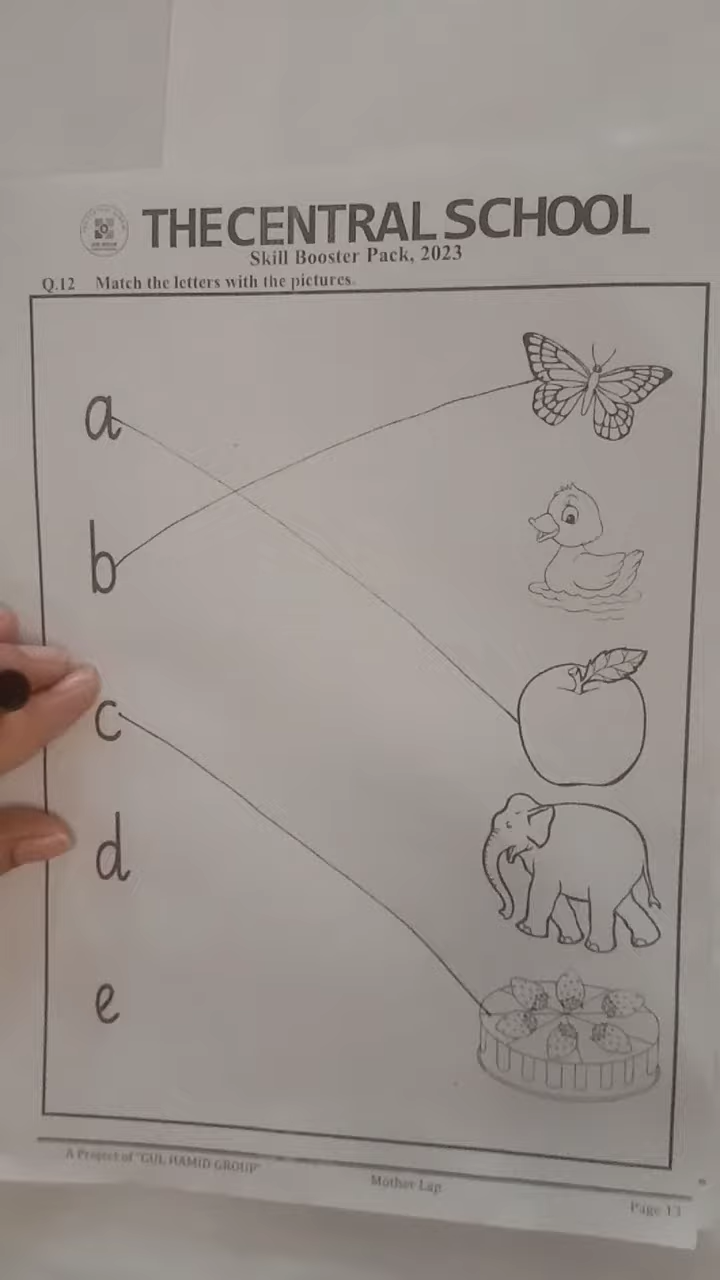 THE CENTRAL SCHOOL
Skill Booster Pack, 2023
Q.12 Match the letters with the pictures.
a
b
c
d
e
A Project of "GUL HAMID GROUP"
Mother Lap
Page 13